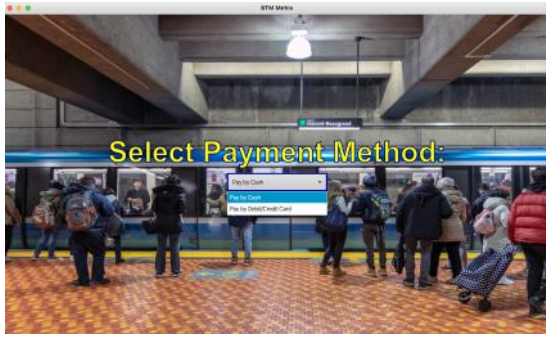 STM Metro
Select Payment Method:
Pay by Cash
Pay by Cash
Pay by Debit/Credit Card